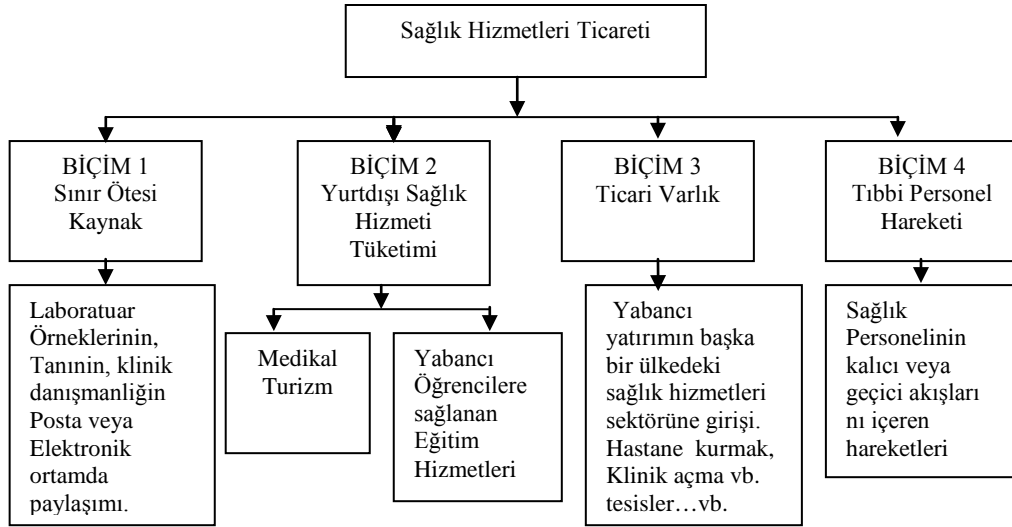 Sağlık Hizmetleri Ticareti
BİÇİM 1
Sınır Ötesi
Kaynak
BİÇİM 2
Yurtdışı Sağlık
Hizmeti
Tüketimi
BİÇİM 3
Ticari Varlık
BİÇİM 4
Tıbbi Personel
Hareketi
Laboratuar
Örneklerinin,
Tanının, klinik
danışmanliğin
Posta veya
Elektronik
ortamda
paylaşımı.
Medikal
Turizm
Yabancı
Öğrencilere
sağlanan
Eğitim
Hizmetleri
Yabancı
yatırımın başka
bir ülkedeki
sağlık hizmetleri
sektörüne girişi.
Hastane kurmak,
Klinik açma vb.
tesisler…vb.
Sağlık
Personelinin
kalıcı veya
geçici akışları
nı içeren
hareketleri